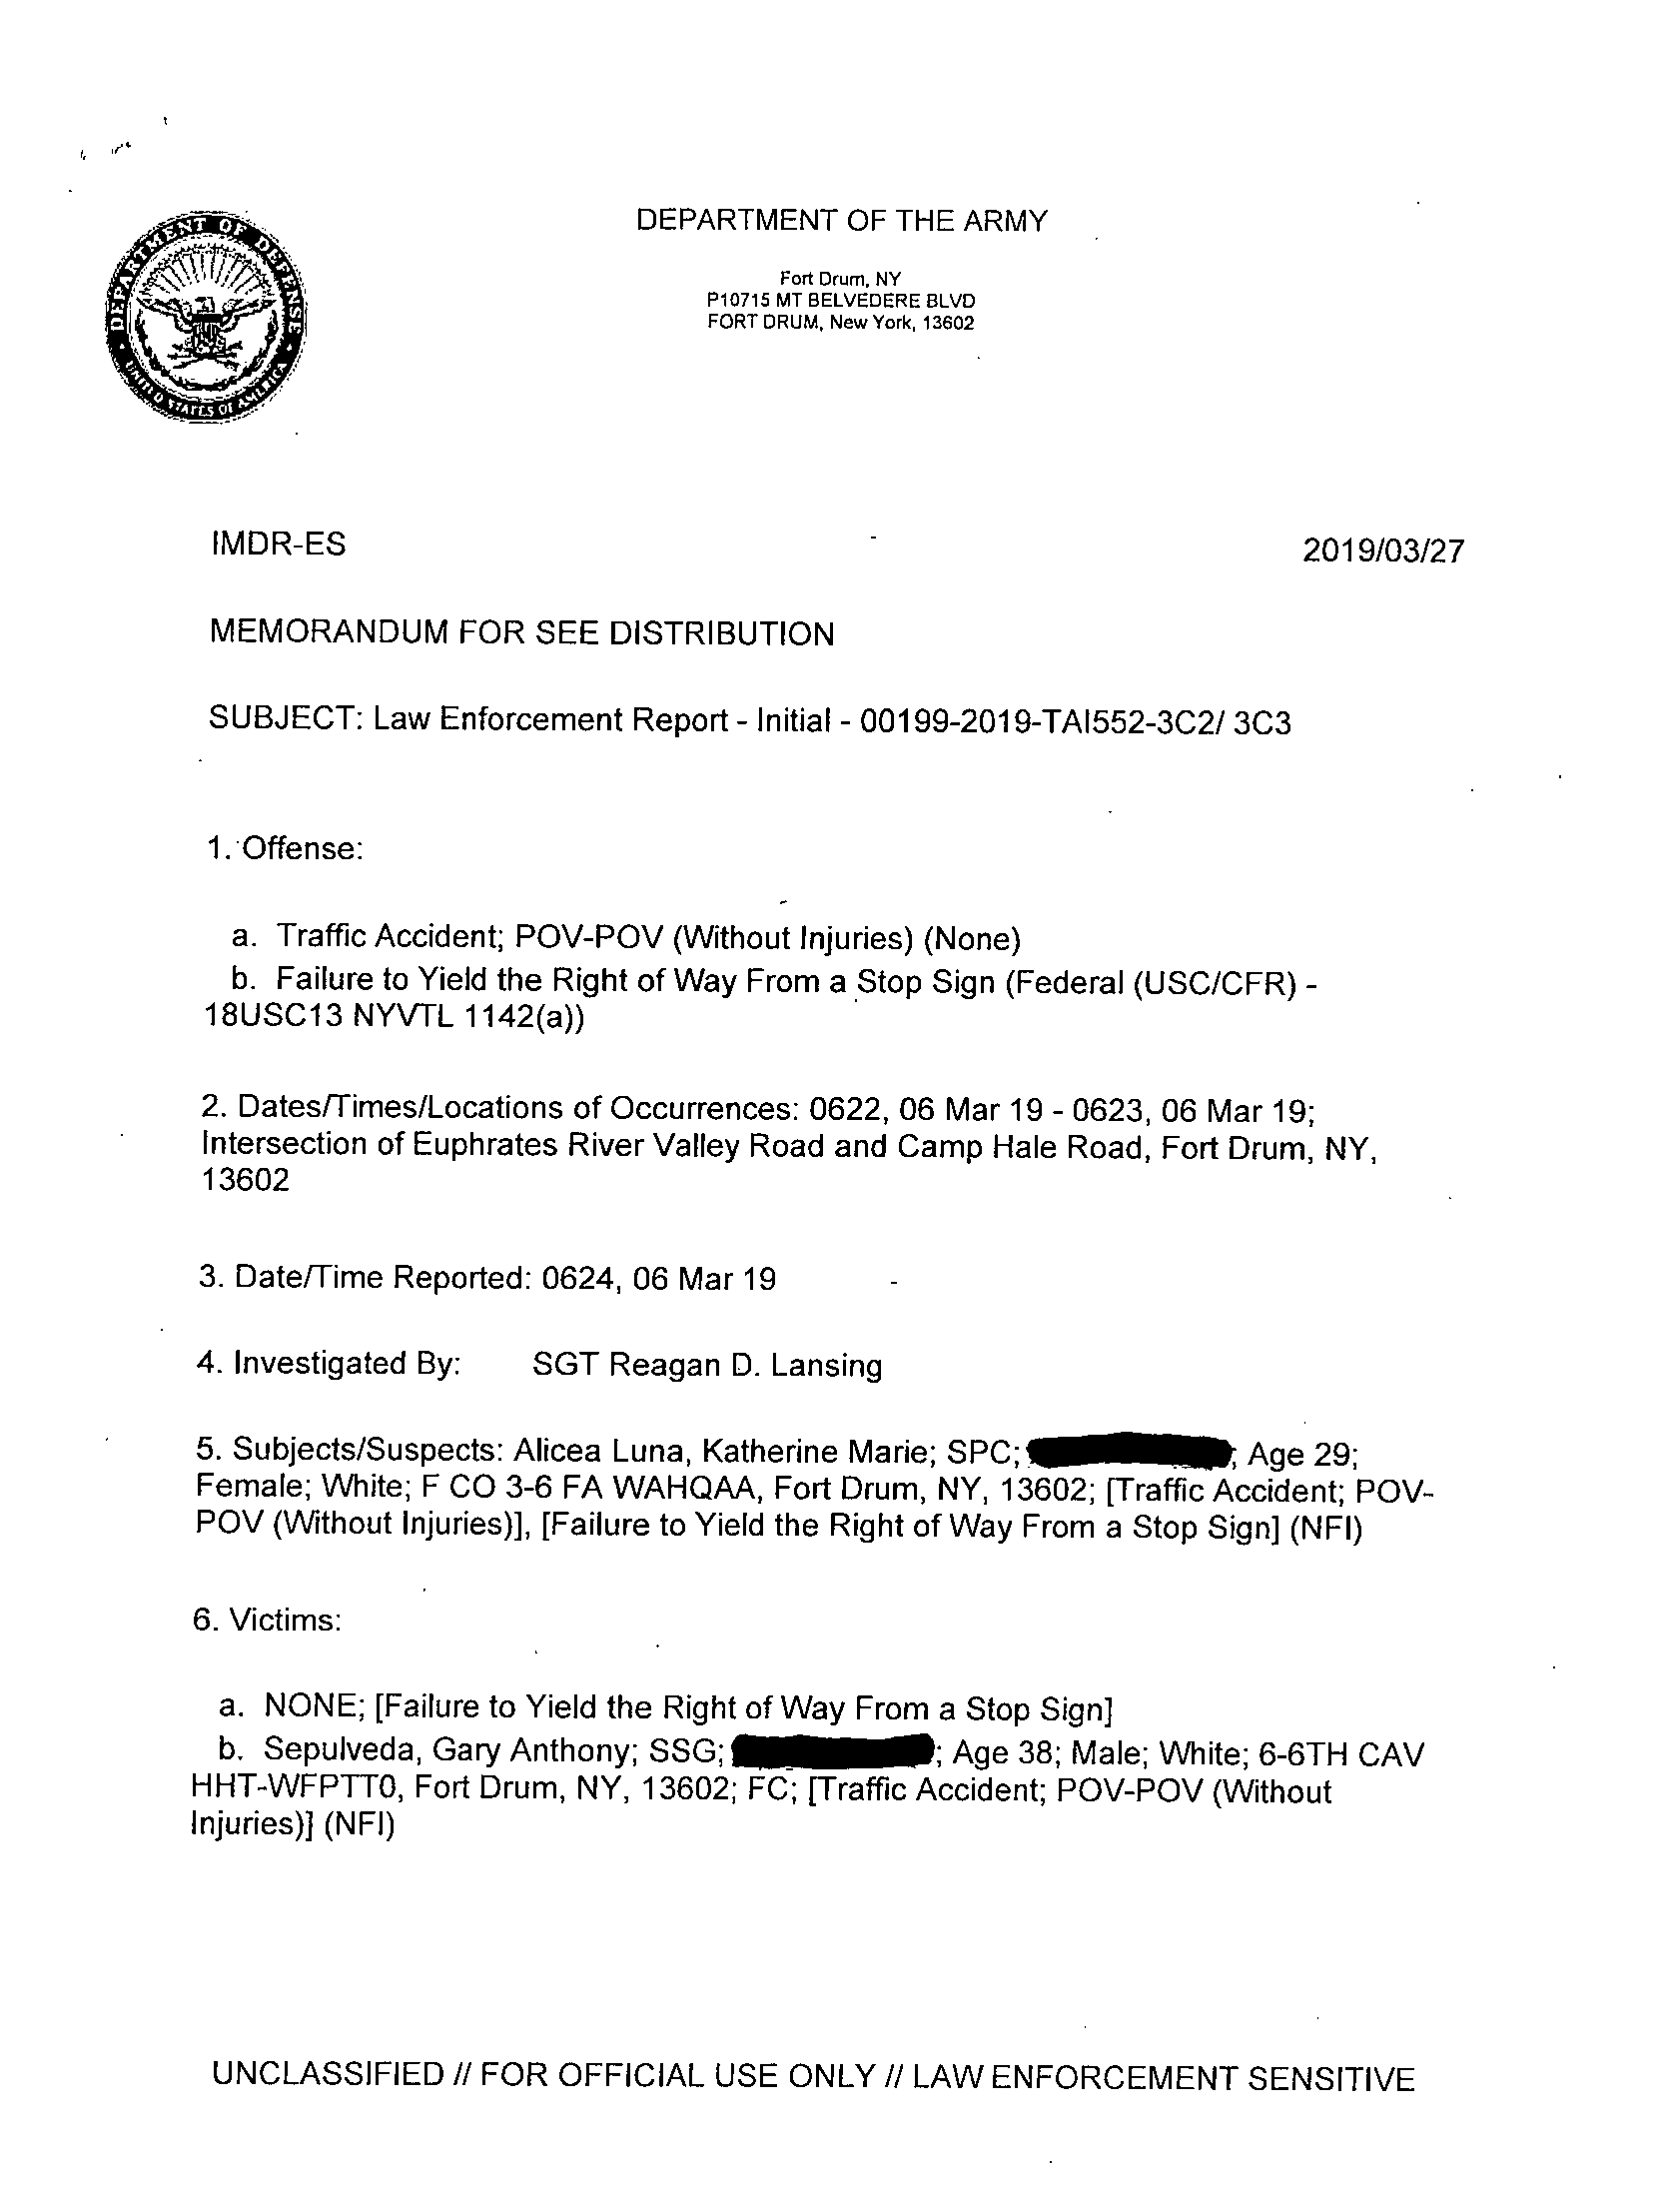 DEPARTMENT OF THE ARMY
DEPARTMENT OF DEFENSE
UNITED STATES OF AMERICA
Fort Drum, NY
P10715 MT BELVEDERE BLVD
FORT DRUM, New York, 13602
IMDR-ES 2019/03/27
MEMORANDUM FOR SEE DISTRIBUTION
SUBJECT: Law Enforcement Report - Initial - 00199-2019-TAI552-3C2/ 3C3
1. Offense:
a. Traffic Accident; POV-POV (Without Injuries) (None)
b. Failure to Yield the Right of Way From a Stop Sign (Federal (USC/CFR) -
18USC13 NYVTL 1142(a))
2. Dates/Times/Locations of Occurrences: 0622, 06 Mar 19 - 0623, 06 Mar 19;
Intersection of Euphrates River Valley Road and Camp Hale Road, Fort Drum, NY,
13602
3. Date/Time Reported: 0624, 06 Mar 19
4. Investigated By: SGT Reagan D. Lansing
5. Subjects/Suspects: Alicea Luna, Katherine Marie; SPC; ; Age 29;
Female; White; F CO 3-6 FA WAHQAA, Fort Drum, NY, 13602; [Traffic Accident; POV-
POV (Without Injuries)], [Failure to Yield the Right of Way From a Stop Sign] (NFI)
6. Victims:
a. NONE; [Failure to Yield the Right of Way From a Stop Sign]
b. Sepulveda, Gary Anthony; SSG; ; Age 38; Male; White; 6-6TH CAV
HHT-WFPTT0, Fort Drum, NY, 13602; FC; [Traffic Accident; POV-POV (Without
Injuries)] (NFI)
UNCLASSIFIED // FOR OFFICIAL USE ONLY // LAW ENFORCEMENT SENSITIVE